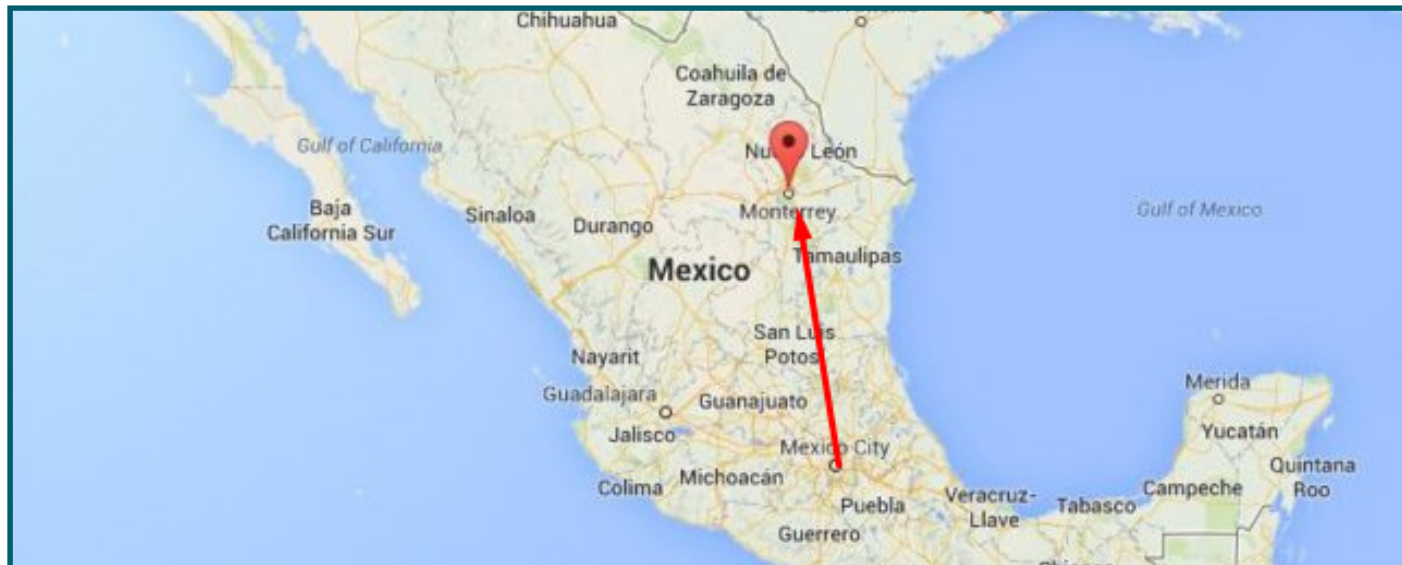 Chihuahua
Coahuila de
Zaragoza
Gulf of California
León
Monterrey
Baja
California Sur
Sinaloa
Durango
Gulf of Mexico
Tamaulipas
Mexico
San Luis
Potos
Nayarit
Guadalajara
Guanajuato
Merida
Jalisco
Yucatán
Mexico City
Michoacán
Colima
Puebla
Veracruz-
Llave
Tabasco
Campeche
Quintana
Roo
Guerrero